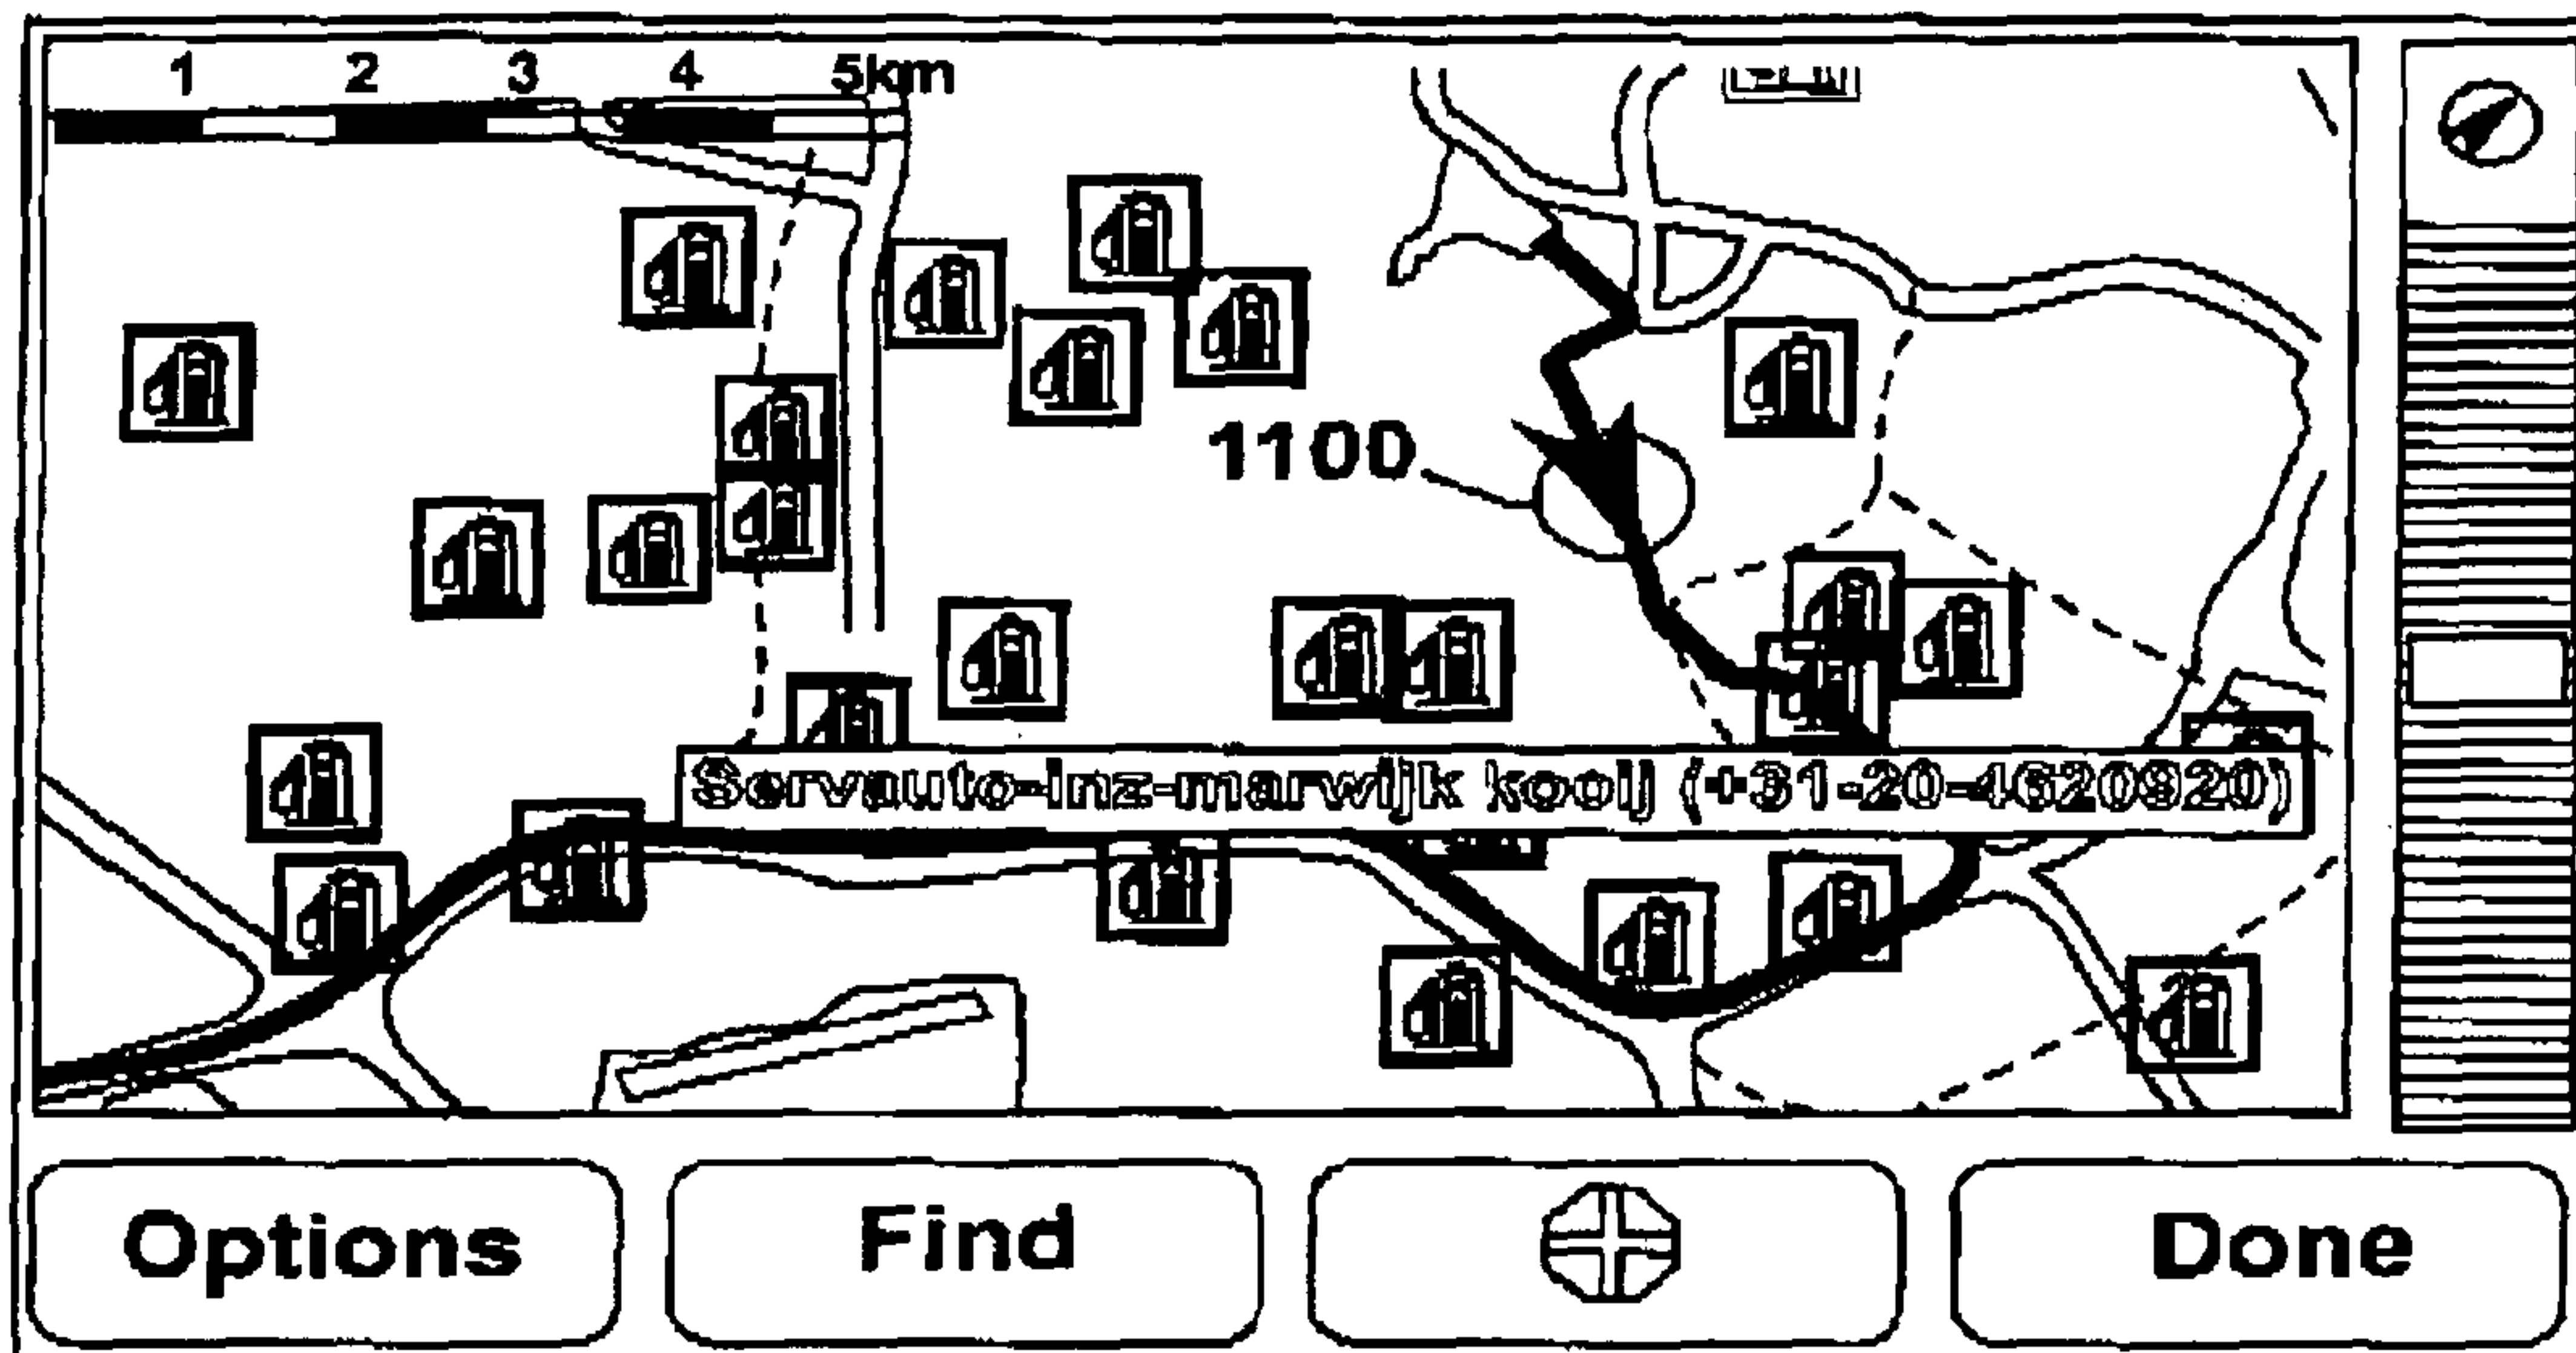 1 2 3 4 5km
1100
Servauto-inz-marwijk kooij (+31-20-4620920)
Options Find Done